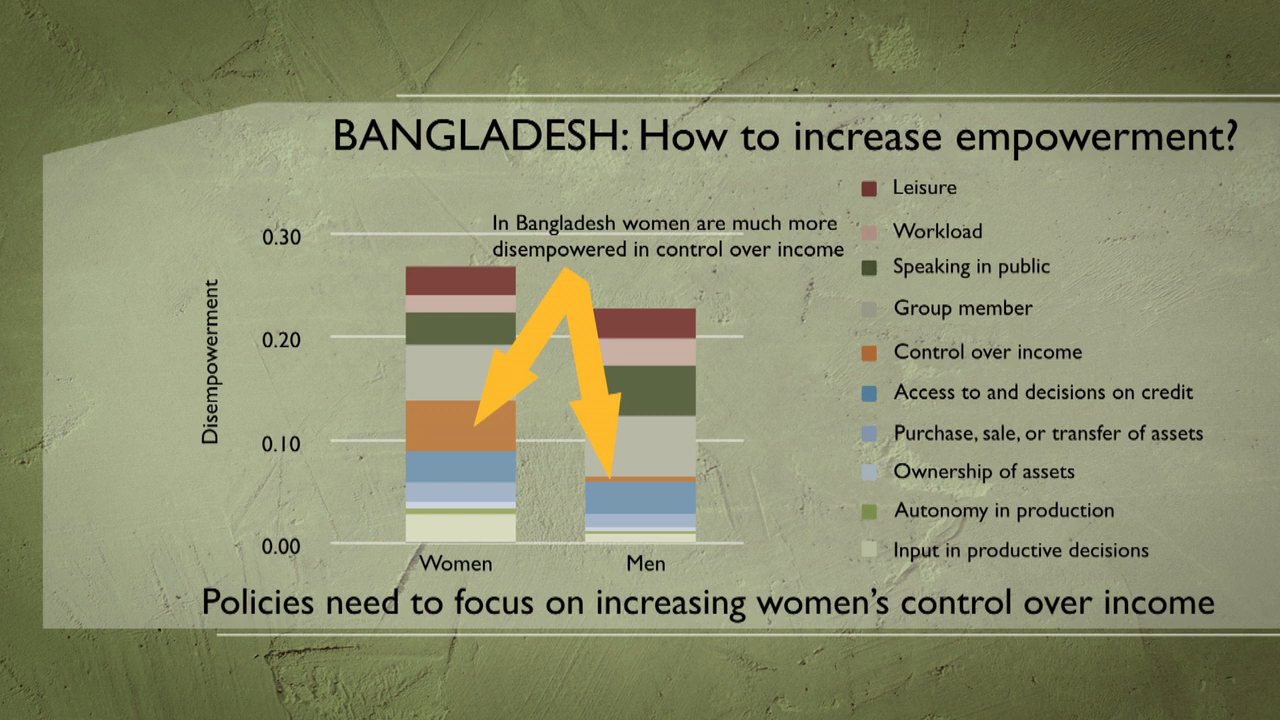 BANGLADESH: How to increase empowerment?
In Bangladesh women are much more
disempowered in control over income
Disempowerment
0.30
0.20
0.10
0.00
Women
Men
Leisure
Workload
Speaking in public
Group member
Control over income
Access to and decisions on credit
Purchase, sale, or transfer of assets
Ownership of assets
Autonomy in production
Input in productive decisions
Policies need to focus on increasing women's control over income